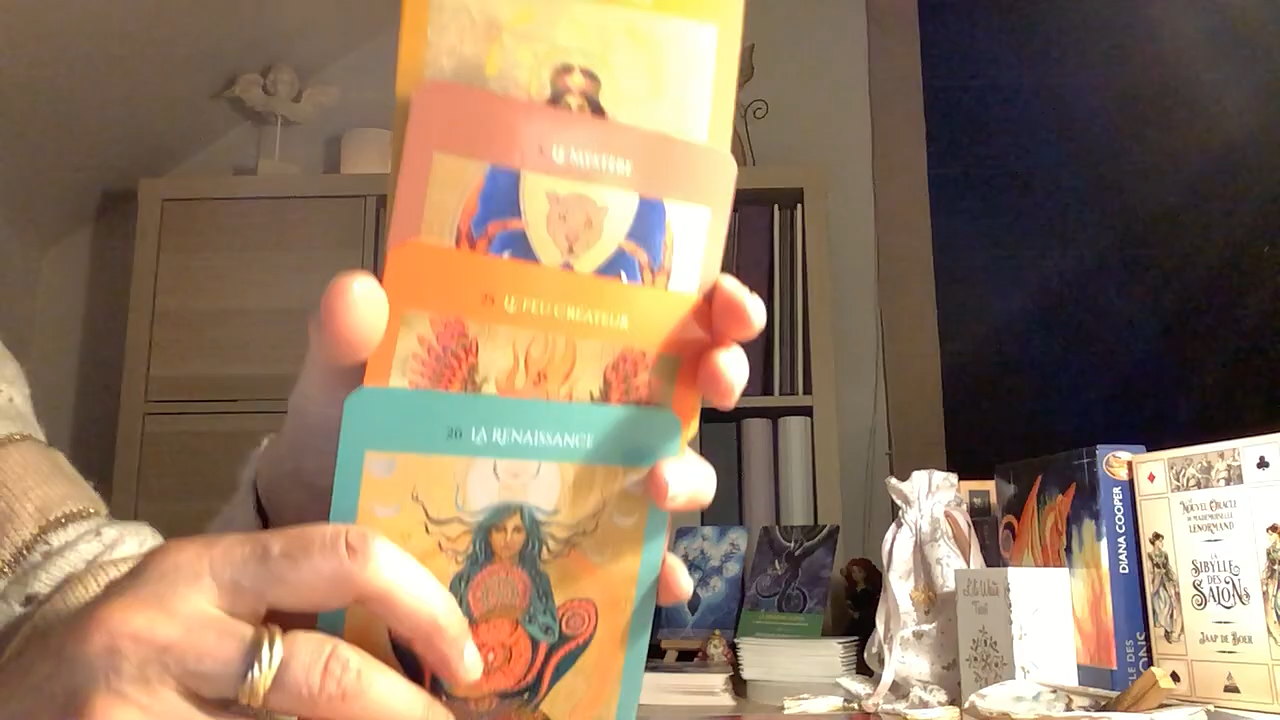 LE MYSTÈRE
25 LE FEU CRÉATEUR
20 LA RENAISSANCE
DIANA COOPER
NOUVEL ORACLE
DE MADEMOISELLE
LENORMAND
LA
SIBYLLE
DES
SALONS
JAAP DE BOER